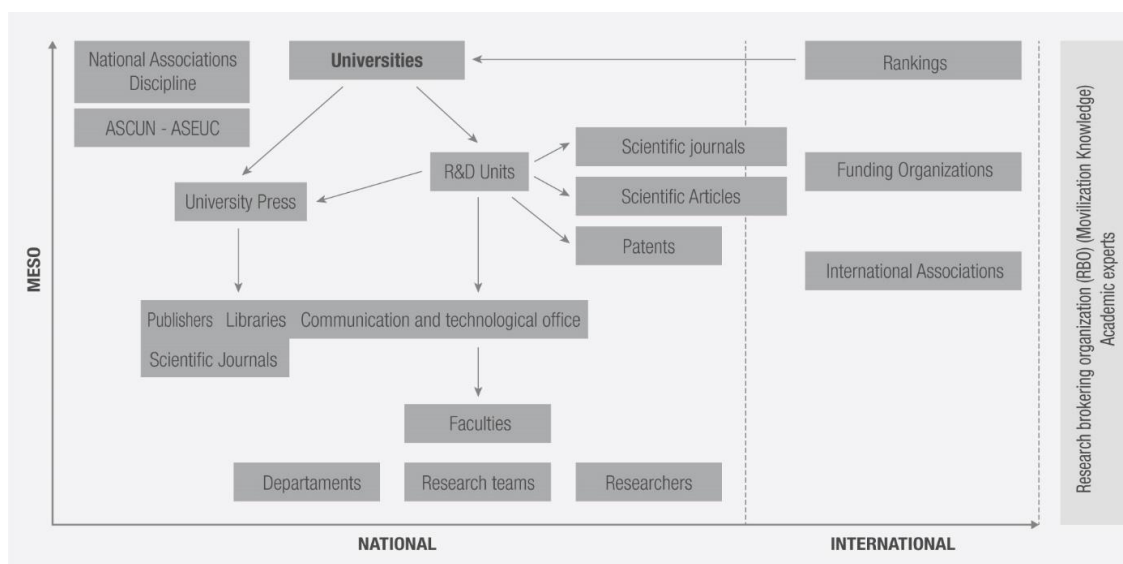 National Associations
Discipline
Universities
Rankings
ASCUN - ASEUC
Scientific journals
R&D Units
Funding Organizations
University Press
Scientific Articles
Patents
International Associations
MESO
Publishers Libraries Communication and technological office
Scientific Journals
Faculties
Departaments
Research teams
Researchers
NATIONAL
INTERNATIONAL
Research brokering organization (RBO) (Movilization Knowledge)
Academic experts